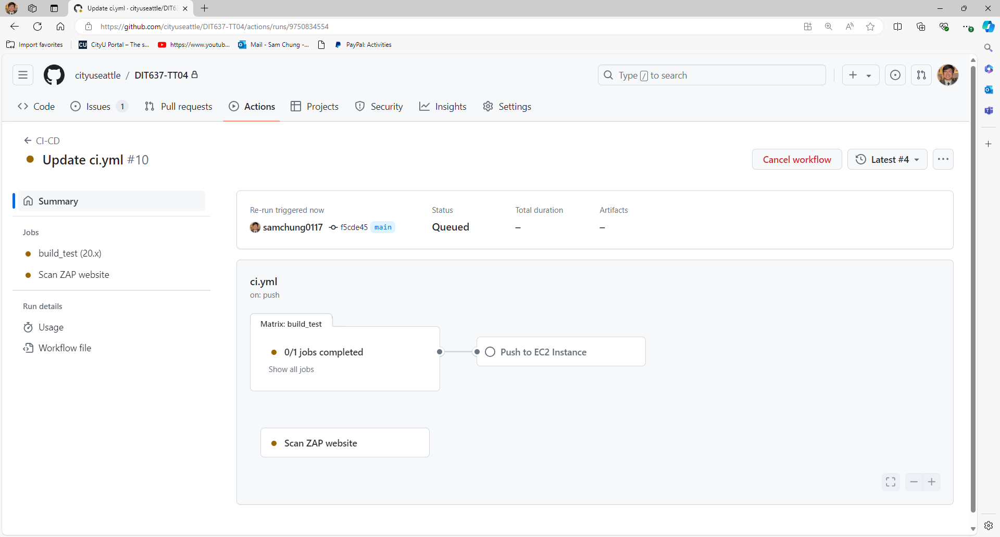 Update ci.yml · cityuseattle/DIT63
https://github.com/cityuseattle/DIT637-TT04/actions/runs/9750834554
Import favorites
CU CityU Portal – The s...
https://www.youtub...
Mail - Sam Chung -...
PayPal: Activities
cityuseattle / DIT637-TT04
Type / to search
Code
Issues 1
Pull requests
Actions
Projects
Security
Insights
Settings
CI-CD
Update ci.yml #10
Cancel workflow
Latest #4
Summary
Jobs
build_test (20.x)
Scan ZAP website
Run details
Usage
Workflow file
Re-run triggered now
samchung0117 f5cde45 main
Status
Queued
Total duration
–
Artifacts
–
ci.yml
on: push
Matrix: build_test
0/1 jobs completed
Show all jobs
Push to EC2 Instance
Scan ZAP website